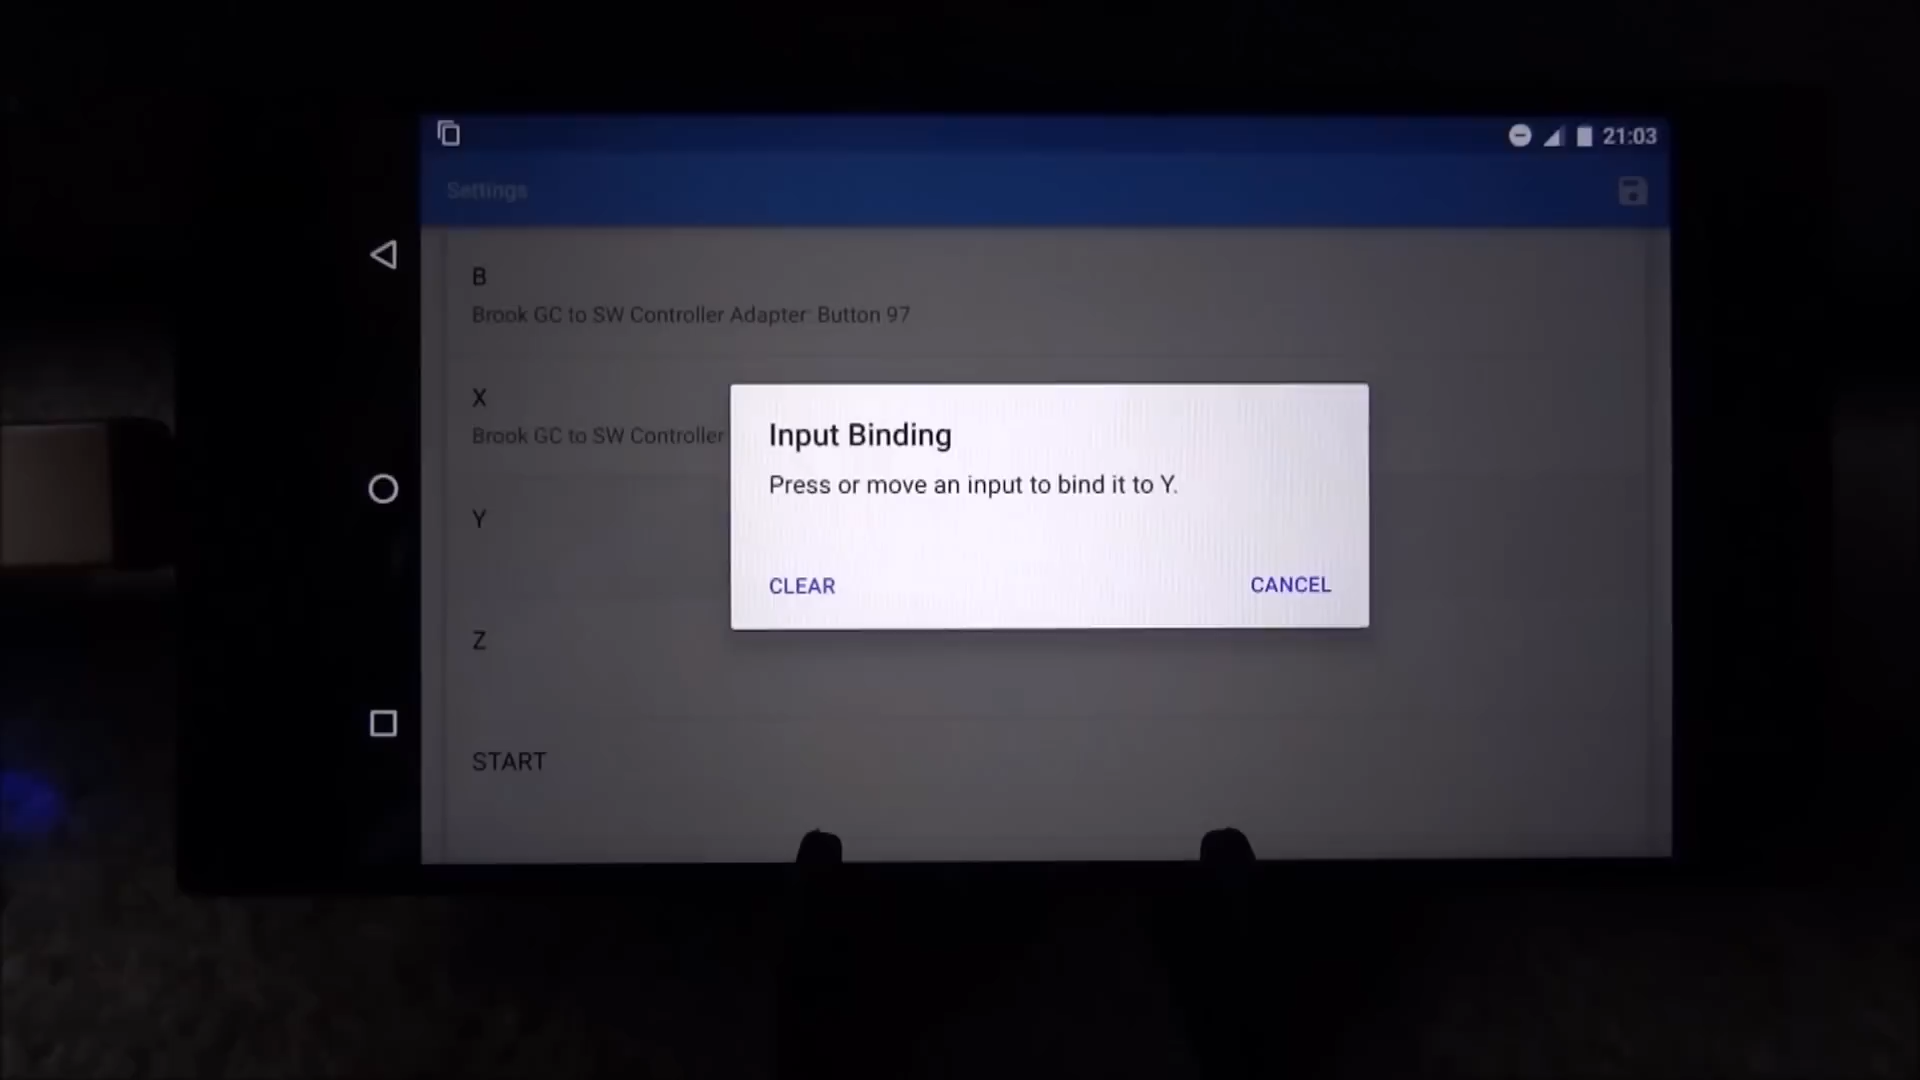 21:03
Settings
B
Brook GC to SW Controller Adapter: Button 97
X
Brook GC to SW Controller
Input Binding
Press or move an input to bind it to Y.
Y
CLEAR
CANCEL
Z
START